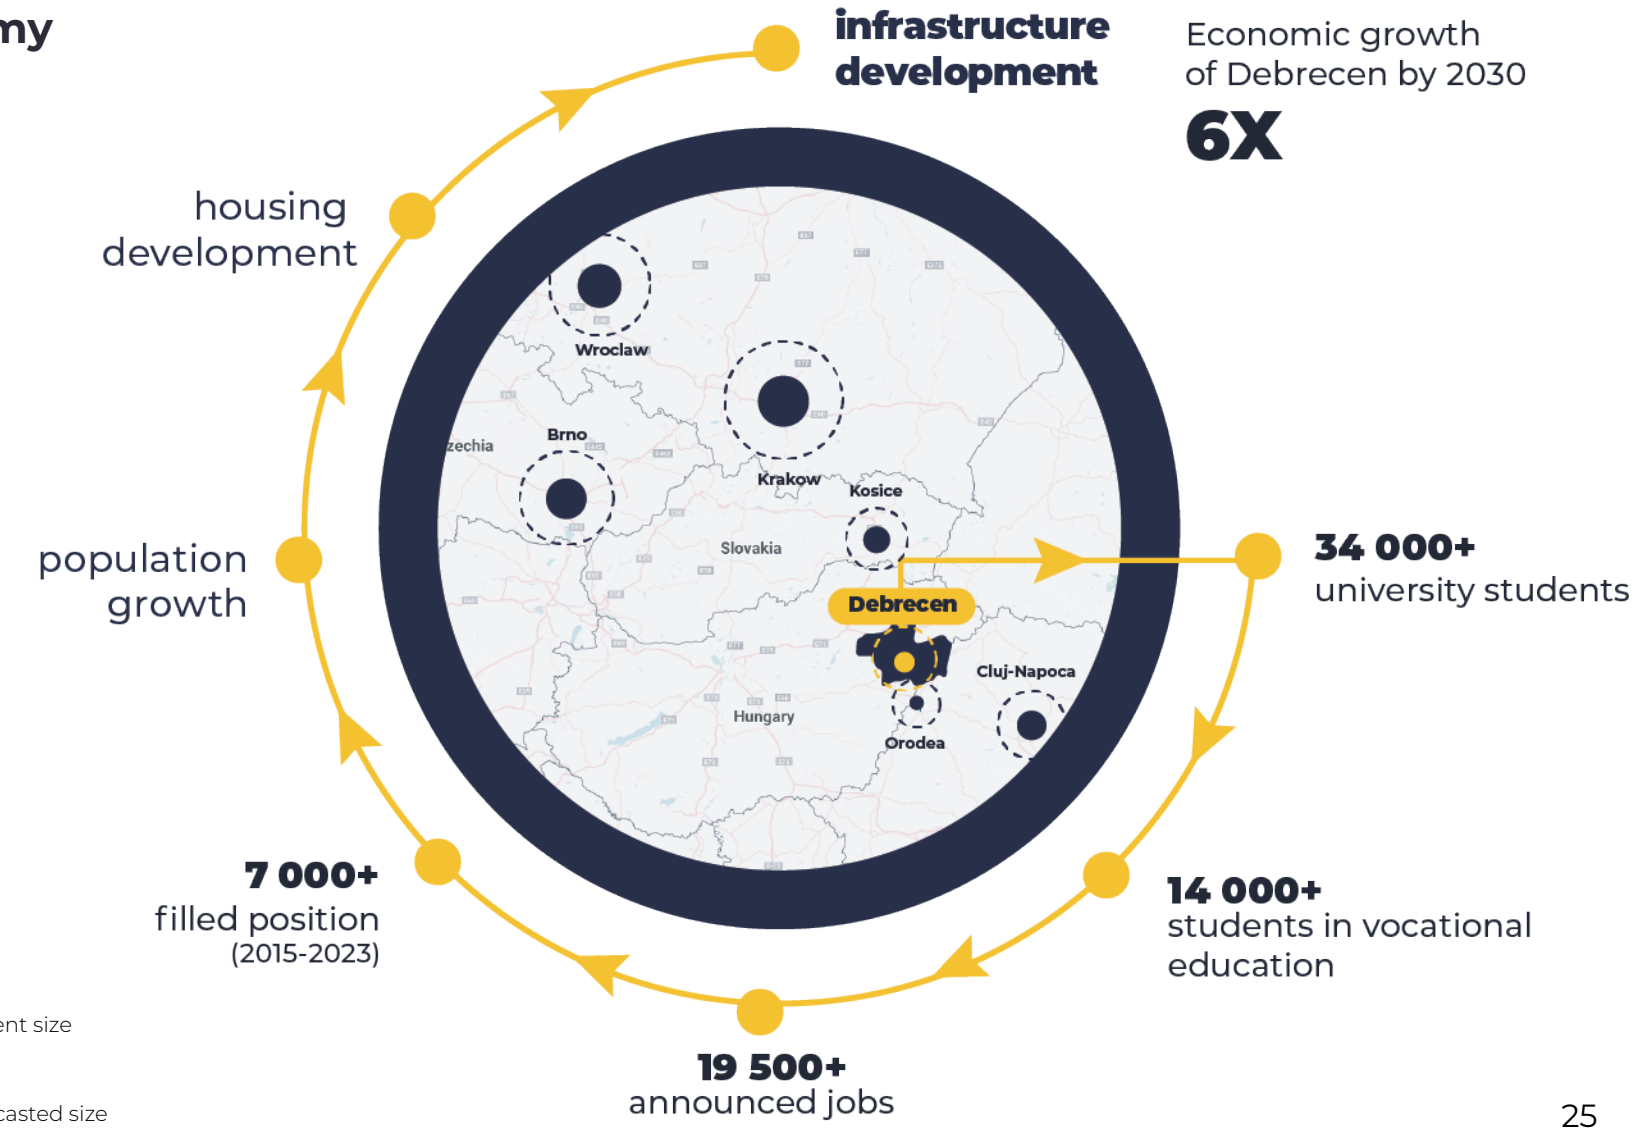 my
infrastructure
development
Economic growth
of Debrecen by 2030
6X
housing
development
Wroclaw
Brno
zechia
Krakow
Kosice
Slovakia
34 000+
university students
population
growth
Debrecen
Cluj-Napoca
Hungary
Orodea
7 000+
filled position
(2015-2023)
14 000+
students in vocational
education
ent size
19 500+
announced jobs
casted size
25